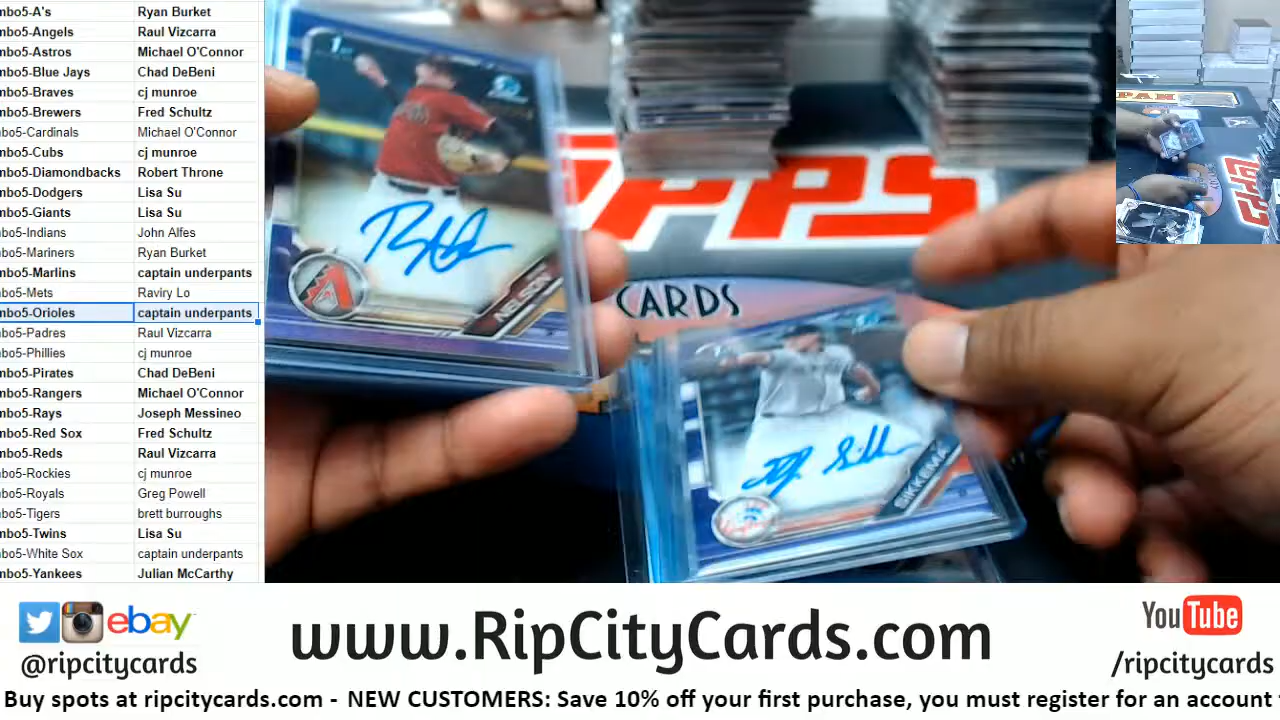 mbo5-A's Ryan Burket
mbo5-Angels Raul Vizcarra
mbo5-Astros Michael O'Connor
mbo5-Blue Jays Chad DeBeni
mbo5-Braves cj munroe
mbo5-Brewers Fred Schultz
mbo5-Cardinals Michael O'Connor
mbo5-Cubs cj munroe
mbo5-Diamondbacks Robert Throne
mbo5-Dodgers Lisa Su
mbo5-Giants Lisa Su
mbo5-Indians John Alfes
mbo5-Mariners Ryan Burket
mbo5-Marlins captain underpants
mbo5-Mets Raviry Lo
mbo5-Orioles captain underpants
mbo5-Padres Raul Vizcarra
mbo5-Phillies cj munroe
mbo5-Pirates Chad DeBeni
mbo5-Rangers Michael O'Connor
mbo5-Rays Joseph Messineo
mbo5-Red Sox Fred Schultz
mbo5-Reds Raul Vizcarra
mbo5-Rockies cj munroe
mbo5-Royals Greg Powell
mbo5-Tigers brett burroughs
mbo5-Twins Lisa Su
mbo5-White Sox captain underpants
mbo5-Yankees Julian McCarthy
1st
NELSON
TOPPS
CARDS
SIKKEMA
ebay
@ripcitycards
www.RipCityCards.com
YouTube
/ripcitycards
Buy spots at ripcitycards.com - NEW CUSTOMERS: Save 10% off your first purchase, you must register for an account